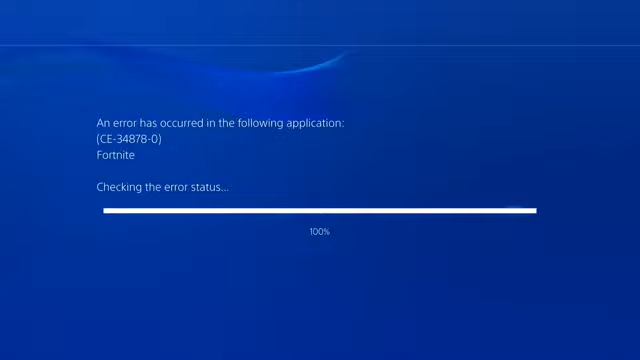 An error has occurred in the following application:
(CE-34878-0)
Fortnite
Checking the error status...
100%